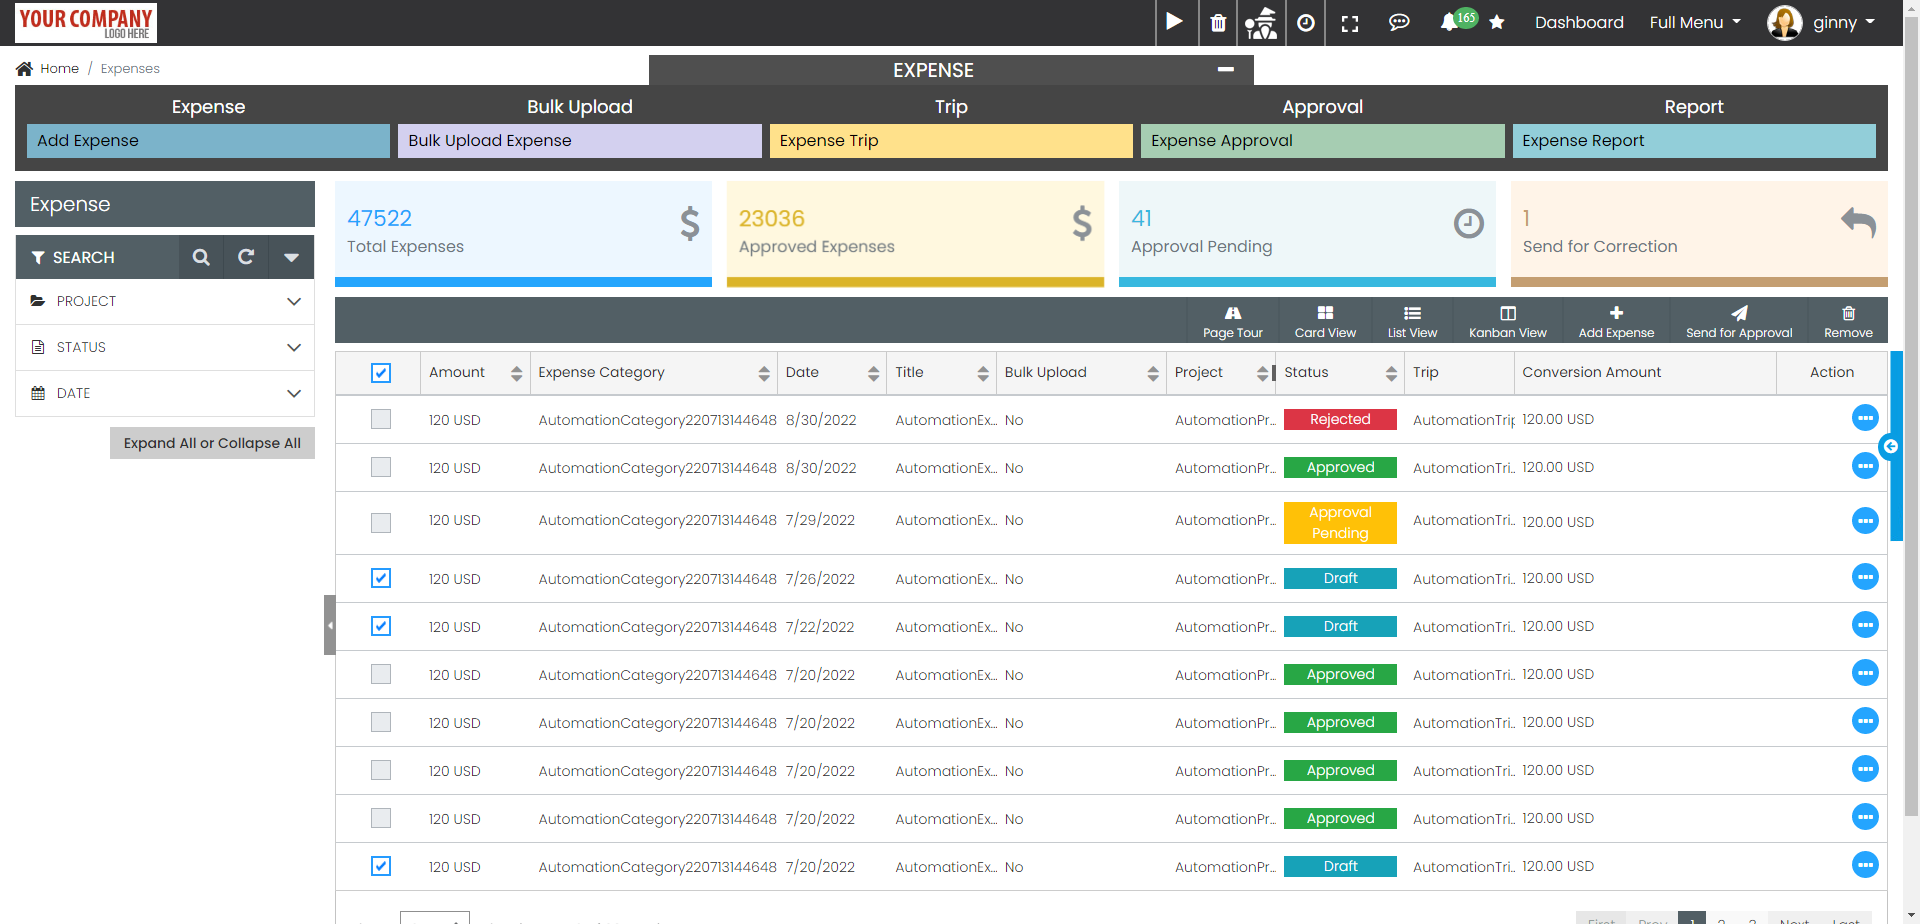 YOUR COMPANY
LOGO HERE
165
Dashboard
Full Menu
ginny
Home / Expenses
EXPENSE
Expense
Bulk Upload
Trip
Approval
Report
Add Expense
Bulk Upload Expense
Expense Trip
Expense Approval
Expense Report
Expense
SEARCH
PROJECT
STATUS
DATE
Expand All or Collapse All
47522
Total Expenses
23036
Approved Expenses
41
Approval Pending
1
Send for Correction
Page Tour
Card View
List View
Kanban View
Add Expense
Send for Approval
Remove
Amount Expense Category Date Title Bulk Upload Project Status Trip Conversion Amount Action
120 USD AutomationCategory220713144648 8/30/2022 AutomationEx... No AutomationPr... Rejected AutomationTrip 120.00 USD
120 USD AutomationCategory220713144648 8/30/2022 AutomationEx... No AutomationPr... Approved AutomationTri.. 120.00 USD
120 USD AutomationCategory220713144648 7/29/2022 AutomationEx... No AutomationPr... Approval Pending AutomationTri.. 120.00 USD
120 USD AutomationCategory220713144648 7/26/2022 AutomationEx... No AutomationPr... Draft AutomationTri.. 120.00 USD
120 USD AutomationCategory220713144648 7/22/2022 AutomationEx... No AutomationPr... Draft AutomationTri.. 120.00 USD
120 USD AutomationCategory220713144648 7/20/2022 AutomationEx... No AutomationPr... Approved AutomationTri.. 120.00 USD
120 USD AutomationCategory220713144648 7/20/2022 AutomationEx... No AutomationPr... Approved AutomationTri.. 120.00 USD
120 USD AutomationCategory220713144648 7/20/2022 AutomationEx... No AutomationPr... Approved AutomationTri.. 120.00 USD
120 USD AutomationCategory220713144648 7/20/2022 AutomationEx... No AutomationPr... Approved AutomationTri.. 120.00 USD
120 USD AutomationCategory220713144648 7/20/2022 AutomationEx... No AutomationPr... Draft AutomationTri.. 120.00 USD
First Prev 1 2 3 Next Last